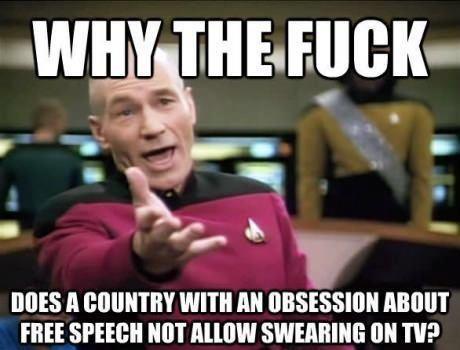 WHY THE FUCK
DOES A COUNTRY WITH AN OBSESSION ABOUT
FREE SPEECH NOT ALLOW SWEARING ON TV?